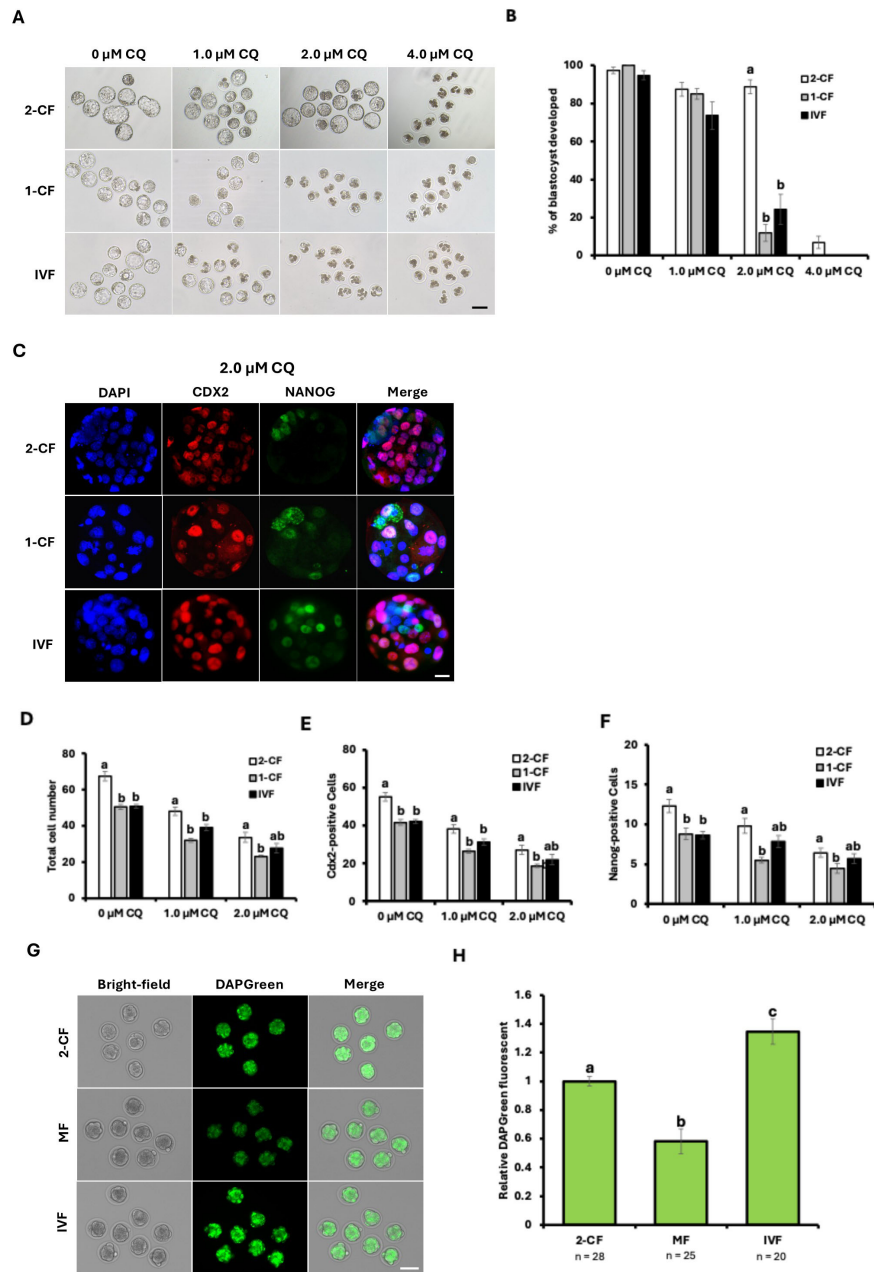 A
0 µM CQ 1.0 µM CQ 2.0 µM CQ 4.0 µM CQ
2-CF
1-CF
IVF
B
% of blastocyst developed
100
80
60
40
20
0
a
b
b
2-CF
1-CF
IVF
0 µM CQ 1.0 µM CQ 2.0 µM CQ 4.0 µM CQ
C
2.0 µM CQ
DAPI CDX2 NANOG Merge
2-CF
1-CF
IVF
D
Total cell number
80
60
40
20
0
a b b a b b a b ab
2-CF
1-CF
IVF
0 µM CQ 1.0 µM CQ 2.0 µM CQ
E
Cdx2-positive Cells
80
60
40
20
0
a b b a b b a b ab
2-CF
1-CF
IVF
0 µM CQ 1.0 µM CQ 2.0 µM CQ
F
Nanog-positive Cells
20
15
10
5
0
a b b a b ab a b ab
2-CF
1-CF
IVF
0 µM CQ 1.0 µM CQ 2.0 µM CQ
G
Bright-field DAPGreen Merge
2-CF
MF
IVF
H
Relative DAPGreen fluorescent
1.6
1.4
1.2
1
0.8
0.6
0.4
0.2
0
a b c
2-CF MF IVF
n = 28 n = 25 n = 20